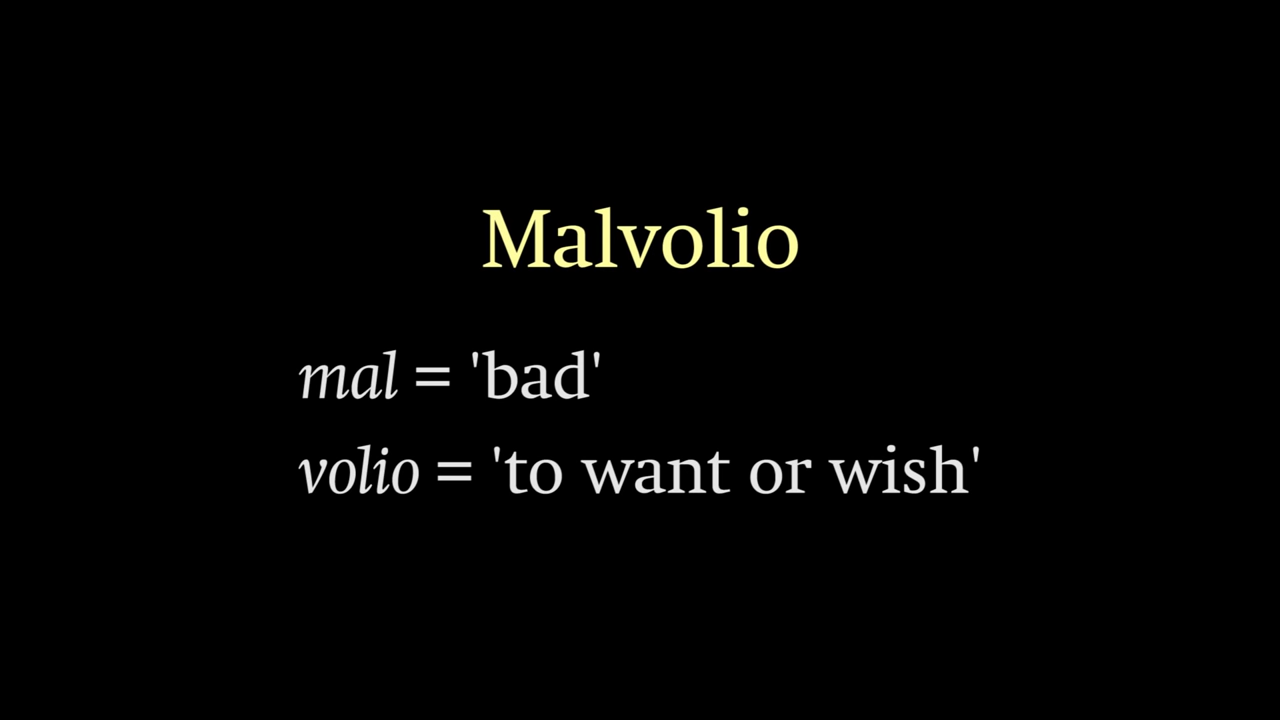 Malvolio
mal = 'bad'
volio = 'to want or wish'